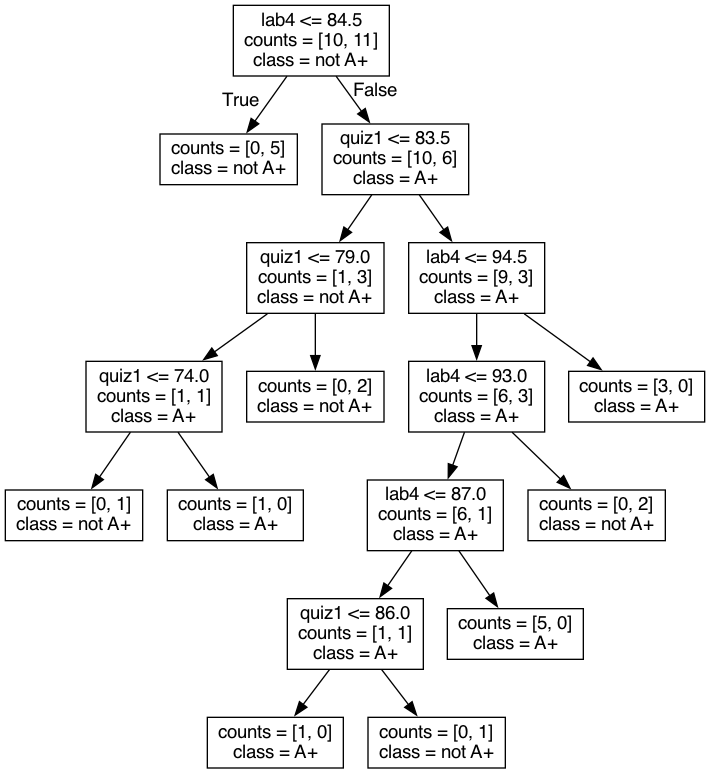 lab4 <= 84.5
counts = [10, 11]
class = not A+
True
False
counts = [0, 5]
class = not A+
quiz1 <= 83.5
counts = [10, 6]
class = A+
quiz1 <= 79.0
counts = [1, 3]
class = not A+
lab4 <= 94.5
counts = [9, 3]
class = A+
quiz1 <= 74.0
counts = [1, 1]
class = A+
counts = [0, 2]
class = not A+
lab4 <= 93.0
counts = [6, 3]
class = A+
counts = [3, 0]
class = A+
counts = [0, 1]
class = not A+
counts = [1, 0]
class = A+
lab4 <= 87.0
counts = [6, 1]
class = A+
counts = [0, 2]
class = not A+
quiz1 <= 86.0
counts = [1, 1]
class = A+
counts = [5, 0]
class = A+
counts = [1, 0]
class = A+
counts = [0, 1]
class = not A+